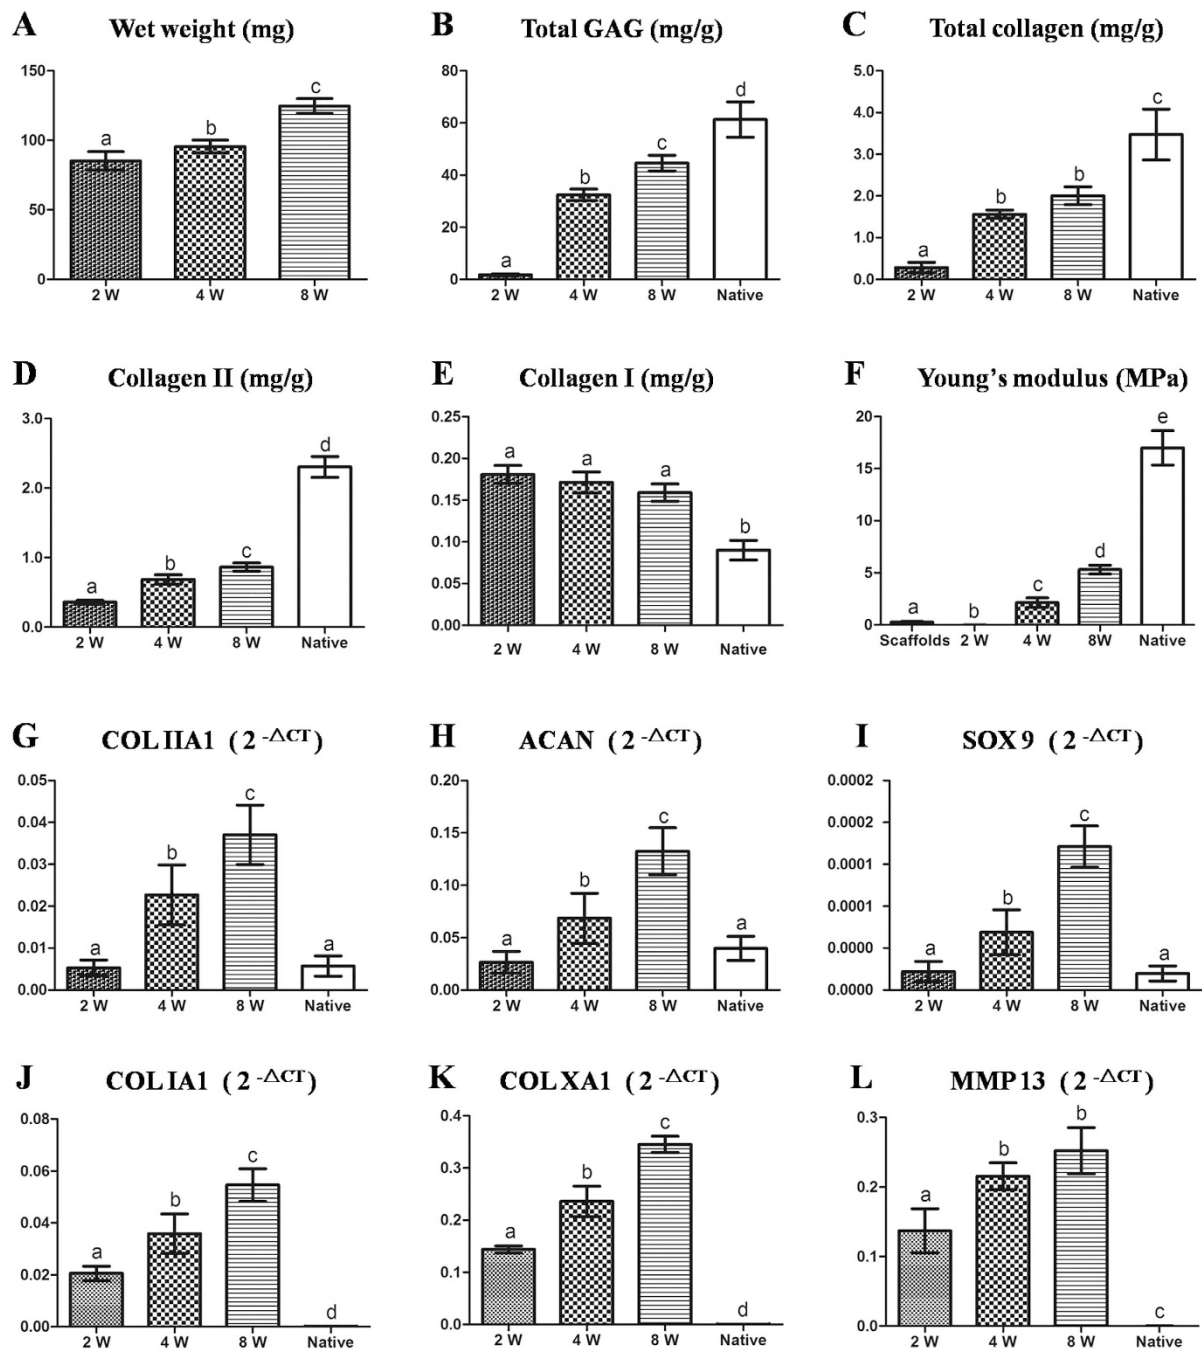 A Wet weight (mg)
150
100
50
0
a
b
c
2 W 4 W 8 W
B Total GAG (mg/g)
80
60
40
20
0
a
b
c
d
2 W 4 W 8 W Native
C Total collagen (mg/g)
5.0
4.0
3.0
2.0
1.0
0.0
a
b
b
c
2 W 4 W 8 W Native
D Collagen II (mg/g)
3.0
2.0
1.0
0.0
a
b
c
d
2 W 4 W 8 W Native
E Collagen I (mg/g)
0.25
0.20
0.15
0.10
0.05
0.00
a
a
a
b
2 W 4 W 8 W Native
F Young's modulus (MPa)
20
15
10
5
0
a
b
c
d
e
Scaffolds 2 W 4 W 8W Native
G COL IIA1 (2 -△CT)
0.05
0.04
0.03
0.02
0.01
0.00
a
b
c
a
2 W 4 W 8 W Native
H ACAN (2 -△CT)
0.20
0.15
0.10
0.05
0.00
a
b
c
a
2 W 4 W 8 W Native
I SOX 9 (2 -△CT)
0.0002
0.0002
0.0001
0.0001
0.0000
0.0000
a
b
c
a
2 W 4 W 8 W Native
J COL IA1 (2 -△CT)
0.08
0.06
0.04
0.02
0.00
a
b
c
d
2 W 4 W 8 W Native
K COL XA1 (2 -△CT)
0.4
0.3
0.2
0.1
0.0
a
b
c
d
2 W 4 W 8 W Native
L MMP 13 (2 -△CT)
0.3
0.2
0.1
0.0
a
b
b
c
2 W 4 W 8 W Native